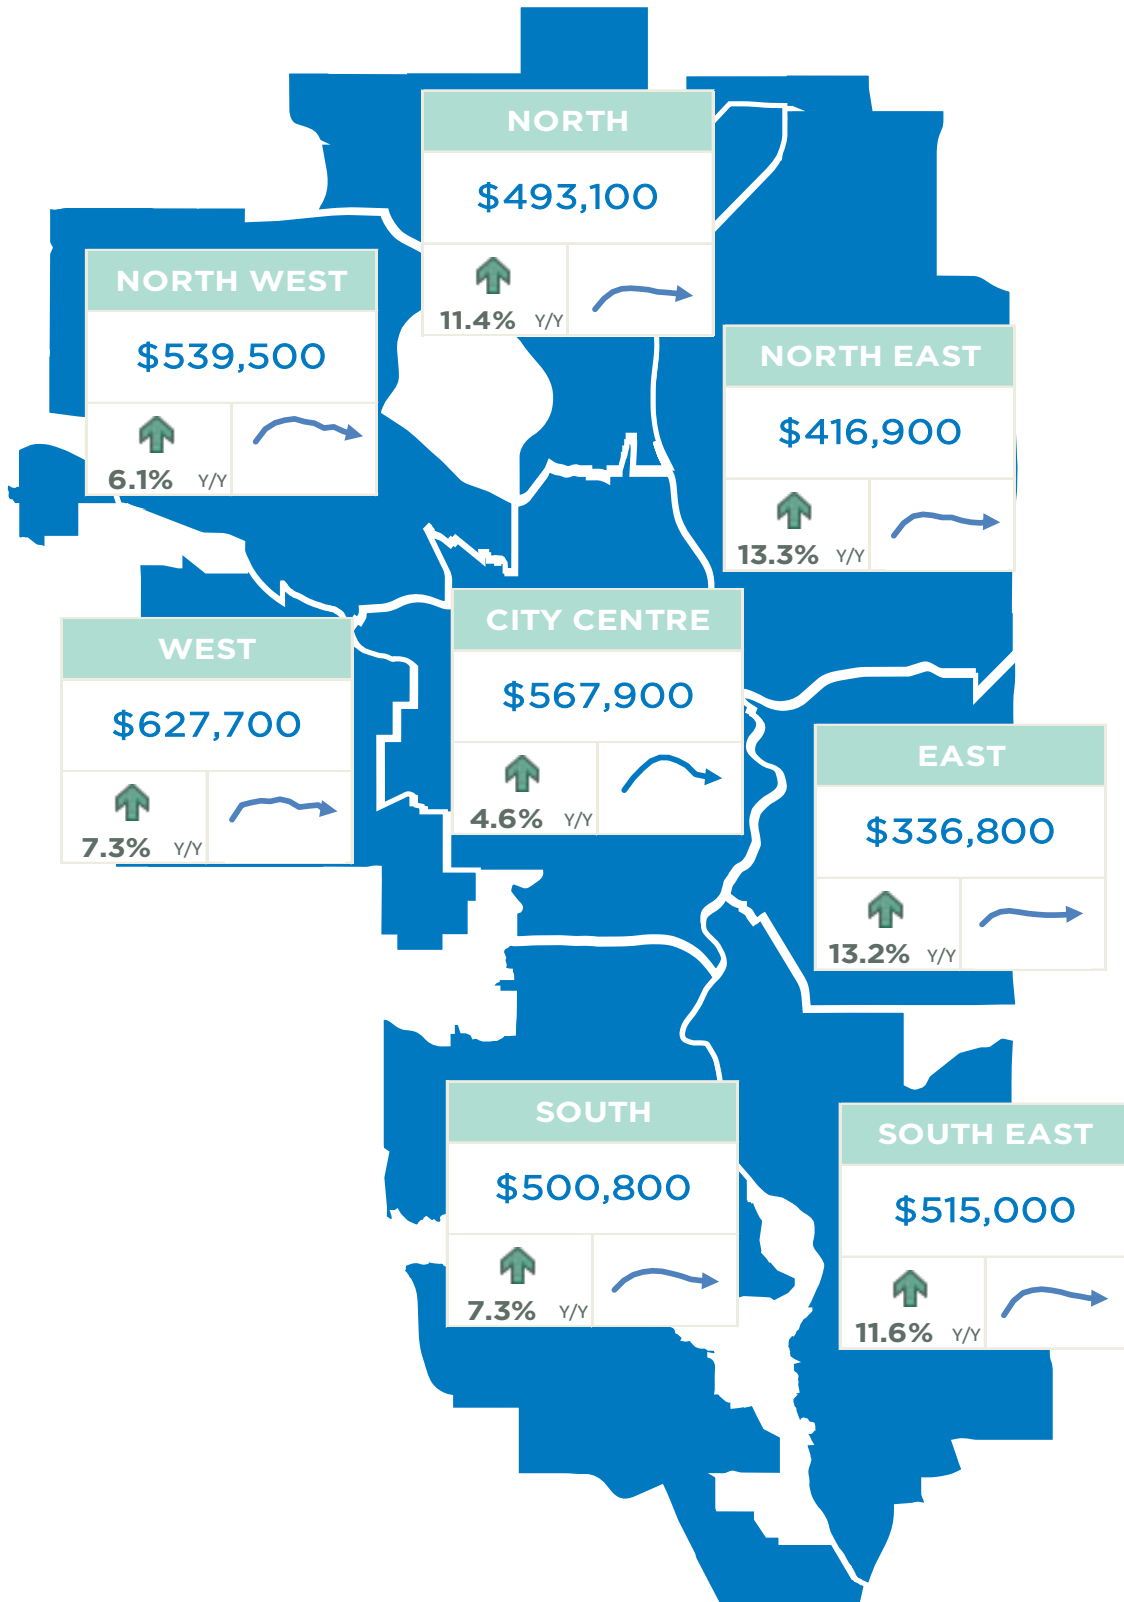 NORTH
$493,100
11.4% Y/Y
NORTH WEST
$539,500
6.1% Y/Y
NORTH EAST
$416,900
13.3% Y/Y
CITY CENTRE
$567,900
4.6% Y/Y
WEST
$627,700
7.3% Y/Y
EAST
$336,800
13.2% Y/Y
SOUTH
$500,800
7.3% Y/Y
SOUTH EAST
$515,000
11.6% Y/Y